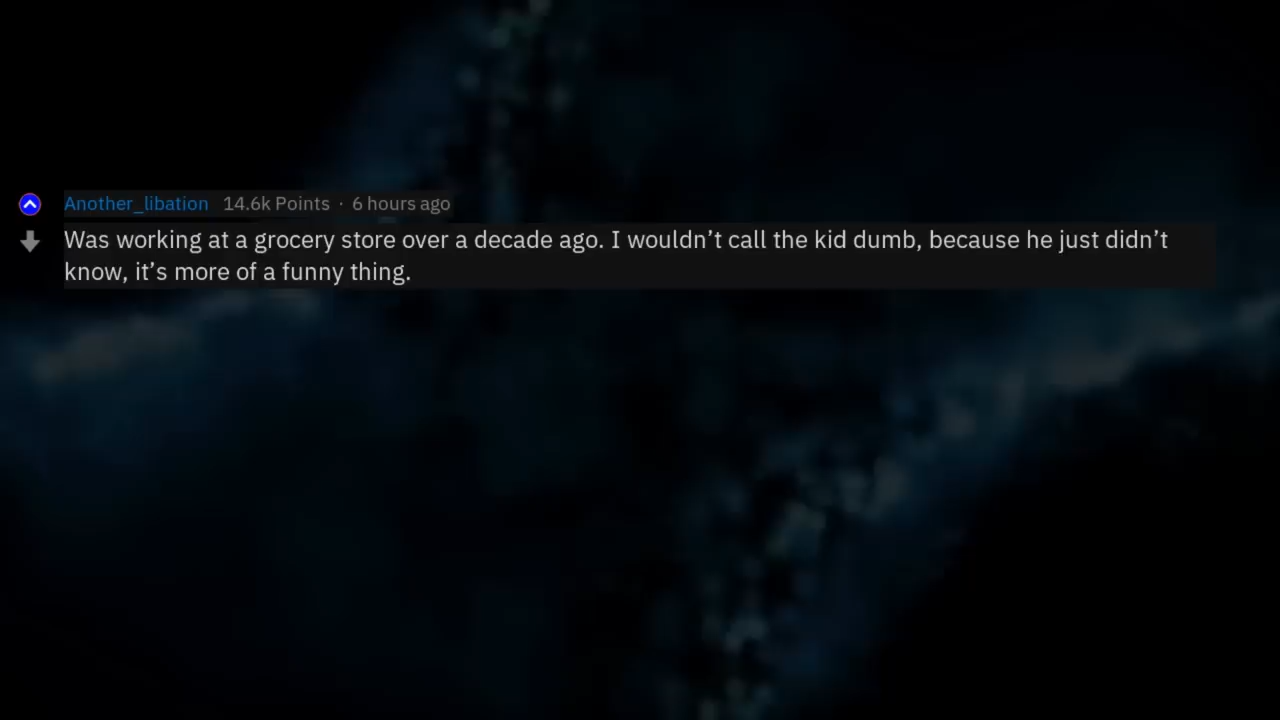 Another_libation 14.6k Points · 6 hours ago
Was working at a grocery store over a decade ago. I wouldn’t call the kid dumb, because he just didn’t
know, it’s more of a funny thing.